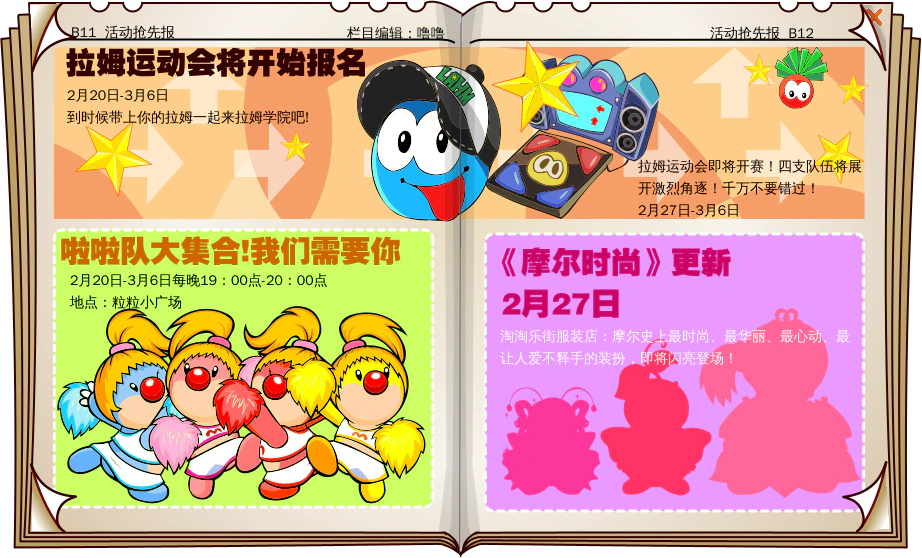 B11 活动抢先报
栏目编辑：噜噜
活动抢先报 B12
拉姆运动会将开始报名
2月20日-3月6日
到时候带上你的拉姆一起来拉姆学院吧!
LAHM
拉姆运动会即将开赛！四支队伍将展
开激烈角逐！千万不要错过！
2月27日-3月6日
啦啦队大集合!我们需要你
2月20日-3月6日每晚19：00点-20：00点
地点：粒粒小广场
《摩尔时尚》更新
2月27日
淘淘乐街服装店：摩尔史上最时尚、最华丽、最心动、最
让人爱不释手的装扮，即将闪亮登场！